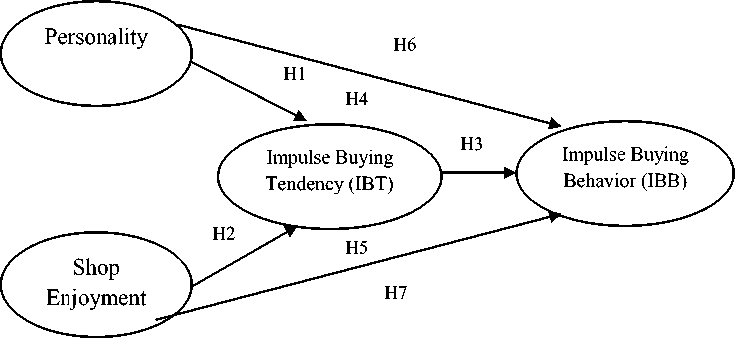 Personality
H6
H1
H4
H3
Impulse Buying
Tendency (IBT)
Impulse Buying
Behavior (IBB)
H2
H5
Shop
Enjoyment
H7